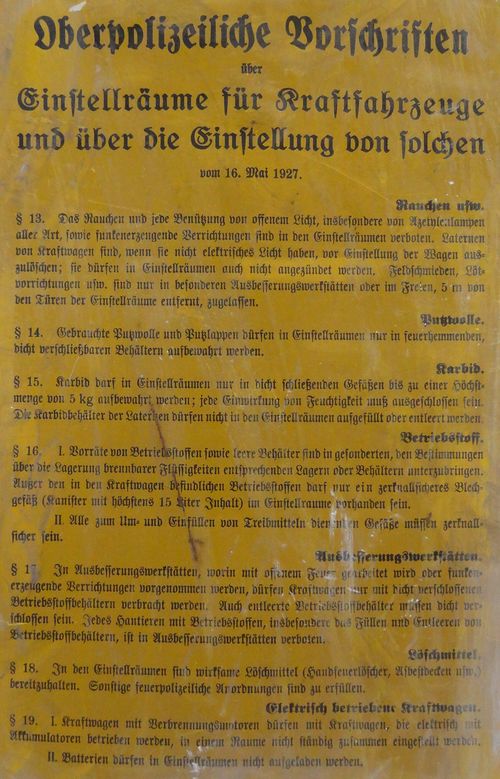 Oberpolizeiliche Vorschriften
über
Einstellräume für Kraftfahrzeuge
und über die Einstellung von solchen
vom 16. Mai 1927.
Rauchen usw.
§ 13. Das Rauchen und jede Benützung von offenem Licht, insbesondere von Azetylenlampen
aller Art, sowie funkenerzeugende Verrichtungen sind in den Einstellräumen verboten. Laternen
von Kraftwagen sind, wenn sie nicht elektrisches Licht haben, vor Einstellung der Wagen aus-
zulöschen; sie dürfen in Einstellräumen auch nicht angezündet werden. Feldschmieden, Löt-
vorrichtungen usw. sind nur in besonderen Ausbesserungswerkstätten oder im Freien, 5 m von
den Türen der Einstellräume entfernt, zugelassen.
Putzwolle.
§ 14. Gebrauchte Putzwolle und Putzlappen dürfen in Einstellräumen nur in feuerhemmenden,
dicht verschließbaren Behältern aufbewahrt werden.
Karbid.
§ 15. Karbid darf in Einstellräumen nur in dicht schließenden Gefäßen bis zu einer Höchst-
menge von 5 kg aufbewahrt werden; jede Einwirkung von Feuchtigkeit muß ausgeschlossen sein.
Die Karbidbehälter der Laternen dürfen nicht in den Einstellräumen aufgefüllt oder entleert werden.
Betriebsstoff.
§ 16. I. Vorräte von Betriebsstoffen sowie leere Behälter sind in gesonderten, den Bestimmungen
über die Lagerung brennbarer Flüssigkeiten entsprechenden Lagern oder Behältern unterzubringen.
Außer den in den Kraftwagen befindlichen Betriebsstoffen darf nur ein zerknallsicheres Blech-
gefäß (Kanister mit höchstens 15 Liter Inhalt) im Einstellraume vorhanden sein.
II. Alle zum Um- und Einfüllen von Treibmitteln dienenden Gefäße müssen zerknall-
sicher sein.
Ausbesserungswerkstätten.
§ 17. In Ausbesserungswerkstätten, worin mit offenem Feuer gearbeitet wird oder funken-
erzeugende Verrichtungen vorgenommen werden, dürfen Kraftwagen nur mit dicht verschlossenen
Betriebsstoffbehältern verbracht werden. Auch entleerte Betriebsstoffbehälter müssen dicht ver-
schlossen sein. Jedes Hantieren mit Betriebsstoffen, insbesondere das Füllen und Entleeren von
Betriebsstoffbehältern, ist in Ausbesserungswerkstätten verboten.
Löschmittel.
§ 18. In den Einstellräumen sind wirksame Löschmittel (Handfeuerlöscher, Asbestdecken usw.)
bereitzuhalten. Sonstige feuerpolizeiliche Anordnungen sind zu erfüllen.
Elektrisch betriebene Kraftwagen.
§ 19. I. Kraftwagen mit Verbrennungsmotoren dürfen mit Kraftwagen, die elektrisch mit
Akkumulatoren betrieben werden, in einem Raume nicht ständig zusammen eingestellt werden.
II. Batterien dürfen in Einstellräumen nicht aufgeladen werden.